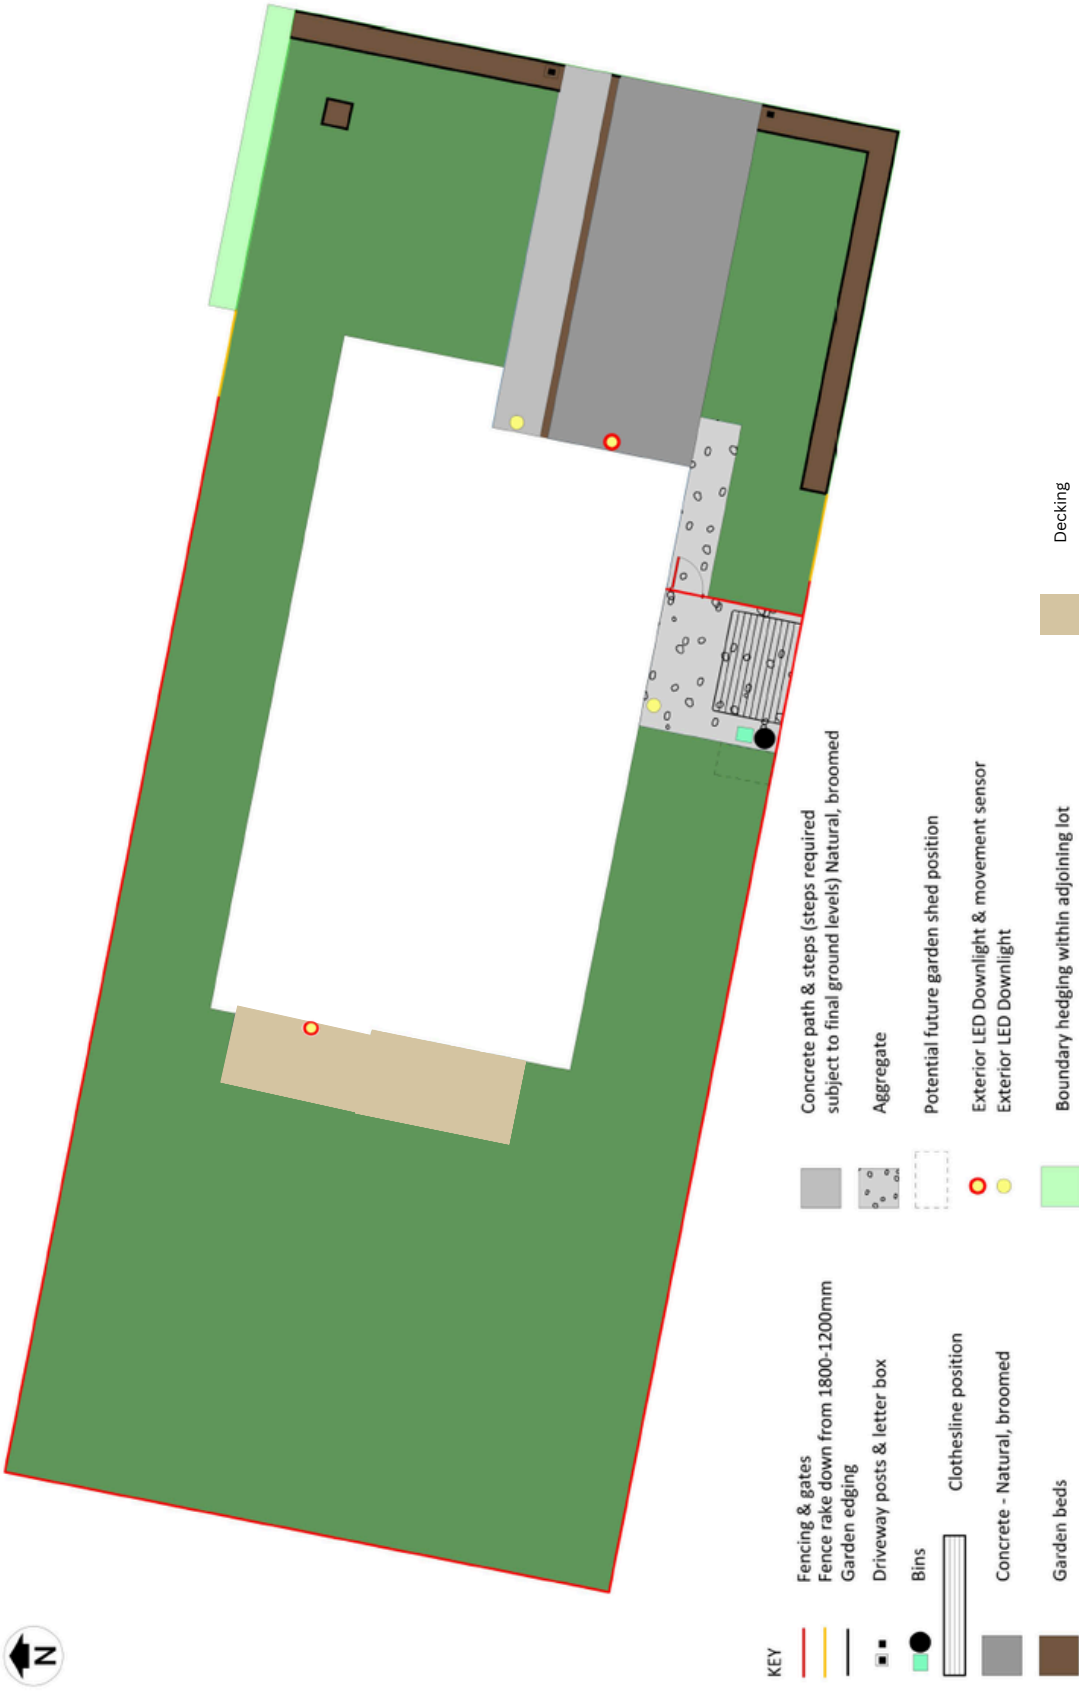 N
KEY
Fencing & gates
Fence rake down from 1800-1200mm
Garden edging
Driveway posts & letter box
Bins
Clothesline position
Concrete - Natural, broomed
Garden beds
Concrete path & steps (steps required
subject to final ground levels) Natural, broomed
Aggregate
Potential future garden shed position
Exterior LED Downlight & movement sensor
Exterior LED Downlight
Boundary hedging within adjoining lot
Decking